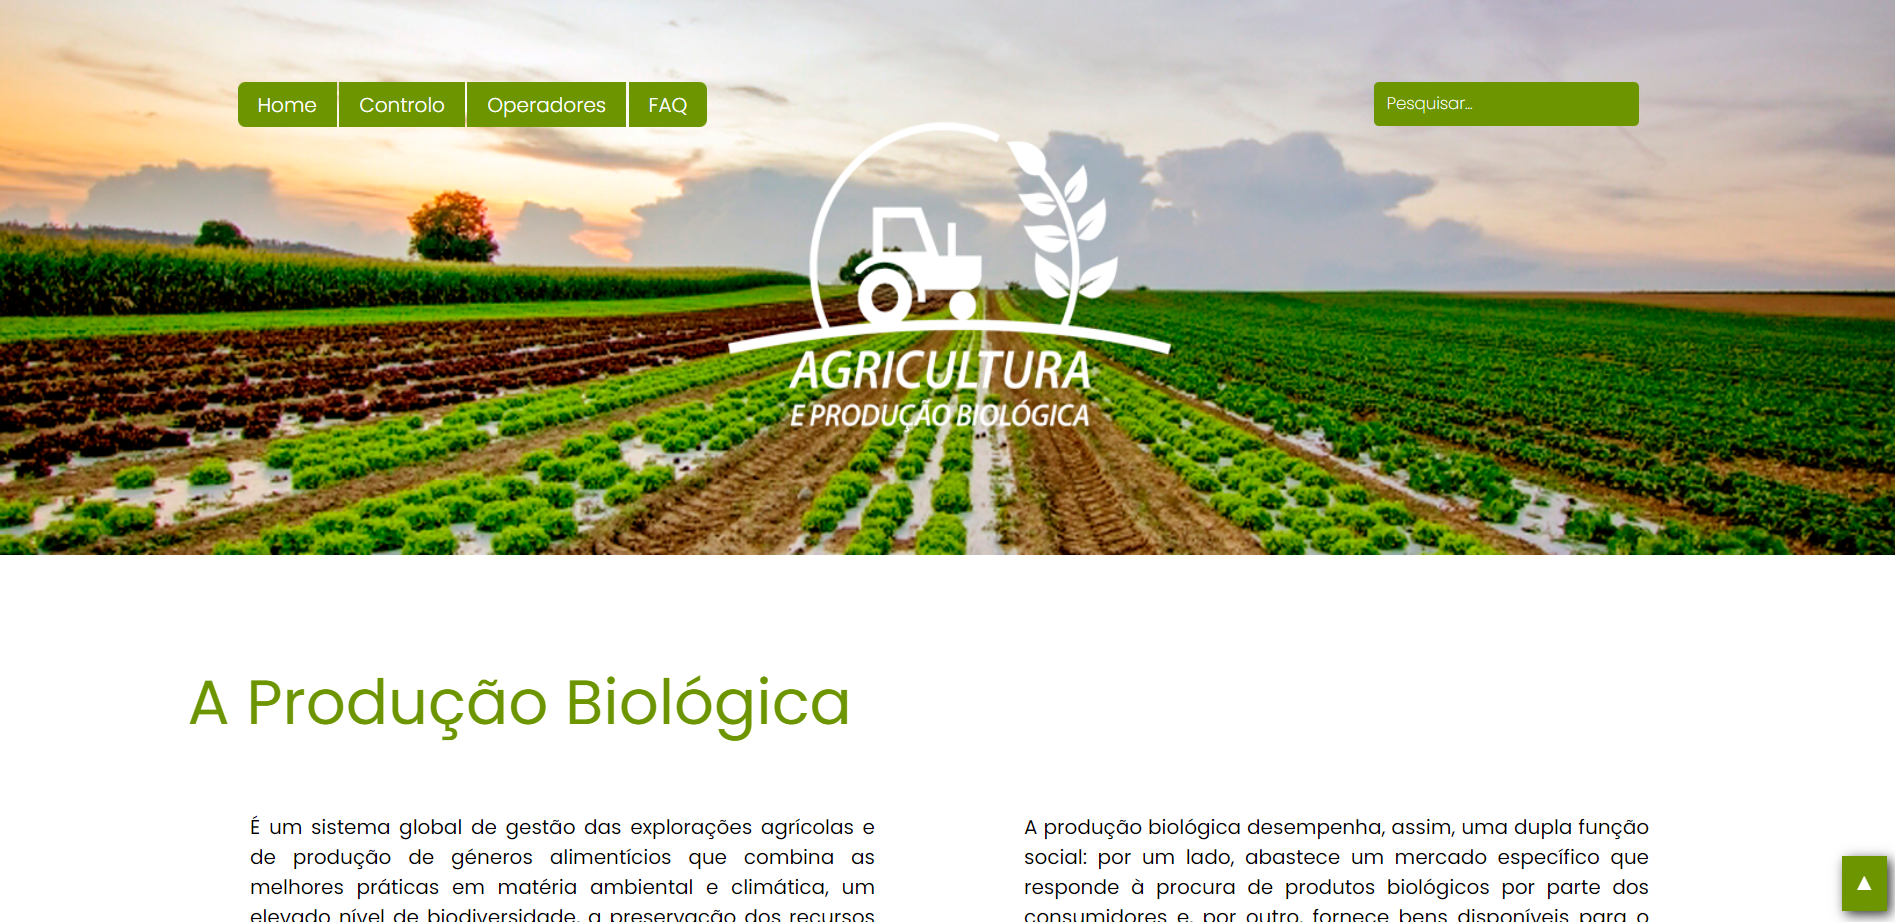 Home
Controlo
Operadores
FAQ
Pesquisar...
AGRICULTURA
E PRODUÇÃO BIOLÓGICA
A Produção Biológica
É um sistema global de gestão das explorações agrícolas e
de produção de géneros alimentícios que combina as
melhores práticas em matéria ambiental e climática, um
elevado nível de biodiversidade, a preservação dos recursos
A produção biológica desempenha, assim, uma dupla função
social: por um lado, abastece um mercado específico que
responde à procura de produtos biológicos por parte dos
consumidores e, por outro, fornece bens disponíveis para o